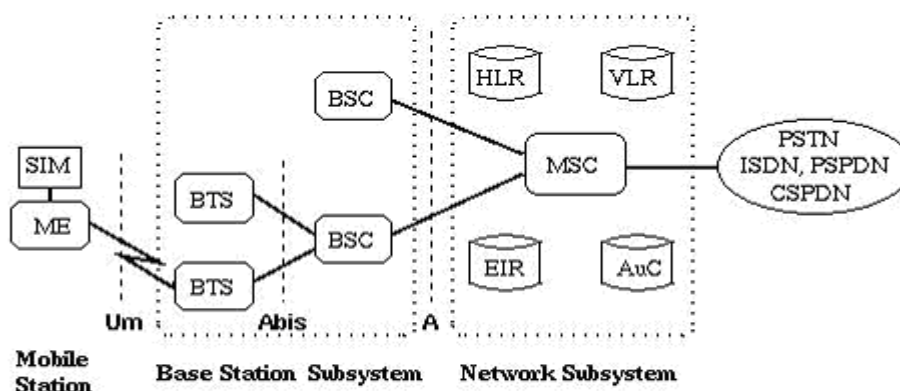 HLR
VLR
BSC
PSTN
ISDN, PSPDN
CSPDN
MSC
SIM
BTS
ME
BSC
EIR
AuC
BTS
Um
Abis
A
Mobile
Station
Base Station Subsystem
Network Subsystem